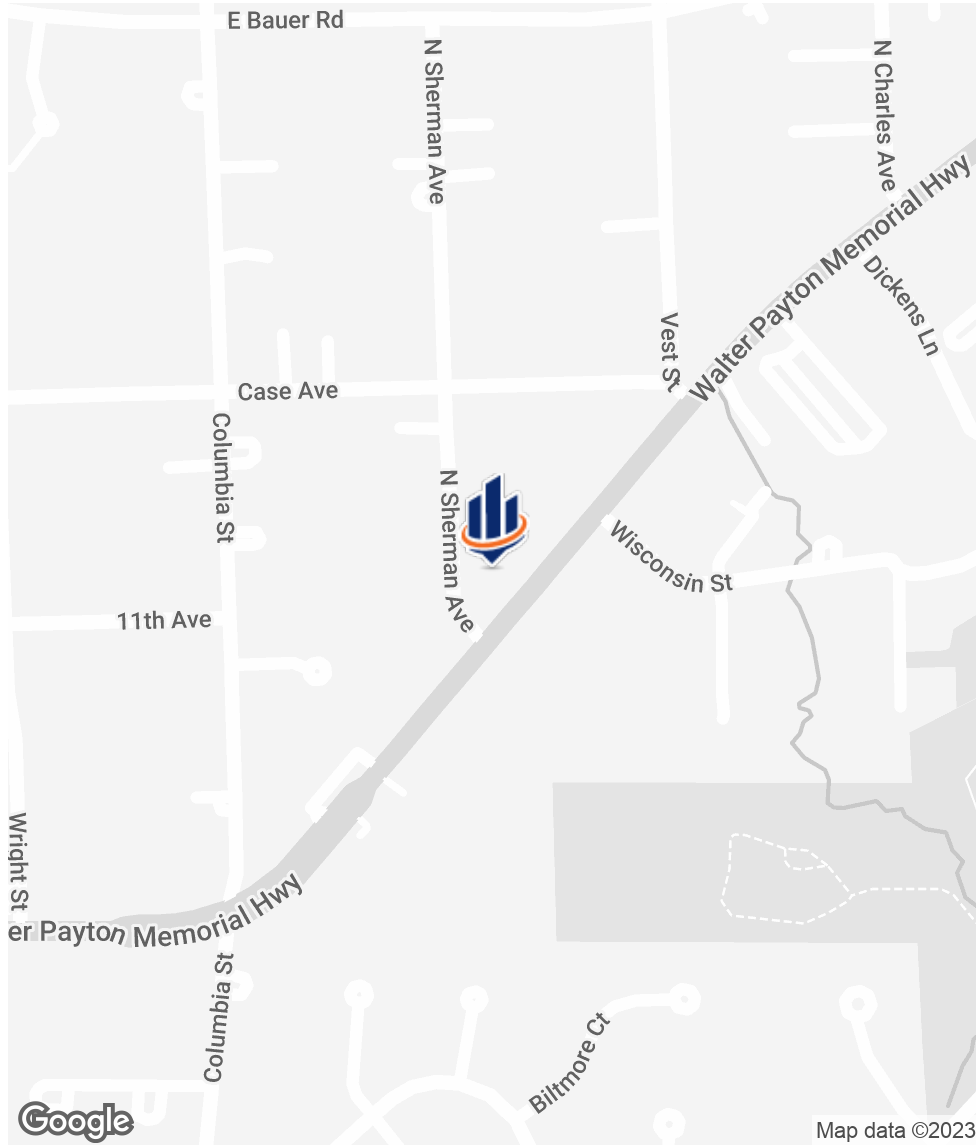 E Bauer Rd
N Sherman Ave
N Charles Ave
Walter Payton Memorial Hwy
Dickens Ln
Vest St
Case Ave
Columbia St
N Sherman Ave
Wisconsin St
11th Ave
Wright St
er Payton Memorial Hwy
Columbia St
Biltmore Ct
Google
Map data ©2023